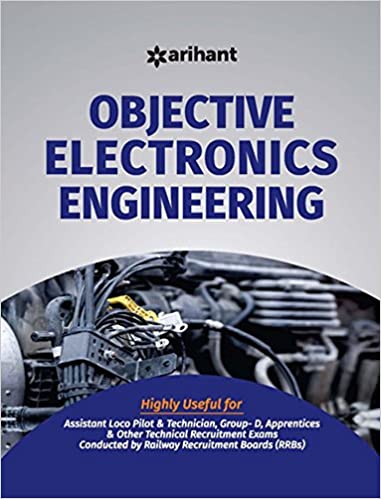 arihant
OBJECTIVE
ELECTRONICS
ENGINEERING
Highly Useful for
Assistant Loco Pilot & Technician, Group- D, Apprentices
& Other Technical Recruitment Exams
Conducted by Railway Recruitment Boards (RRBs)